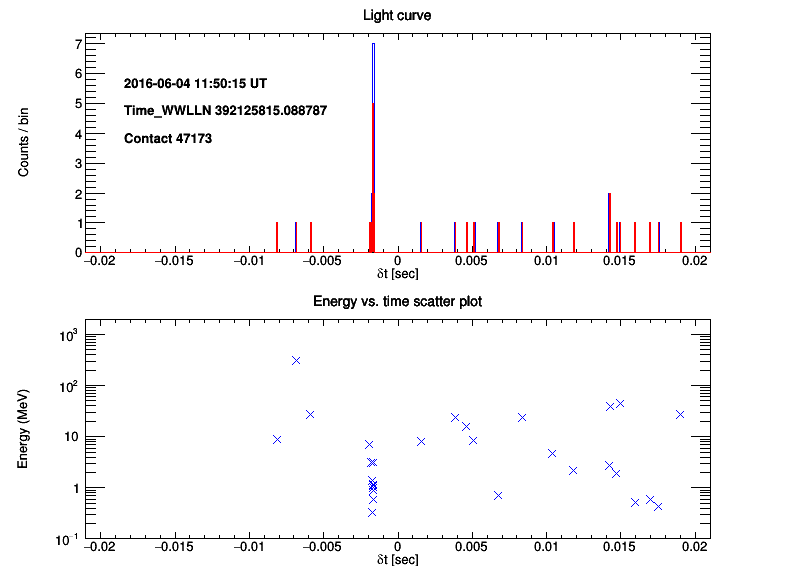 Light curve
Counts / bin
7
6
5
4
3
2
1
0
2016-06-04 11:50:15 UT
Time_WWLLN 392125815.088787
Contact 47173
−0.02 −0.015 −0.01 −0.005 0 0.005 0.01 0.015 0.02
δt [sec]
Energy vs. time scatter plot
Energy (MeV)
10³
10²
10
1
10⁻¹
−0.02 −0.015 −0.01 −0.005 0 0.005 0.01 0.015 0.02
δt [sec]